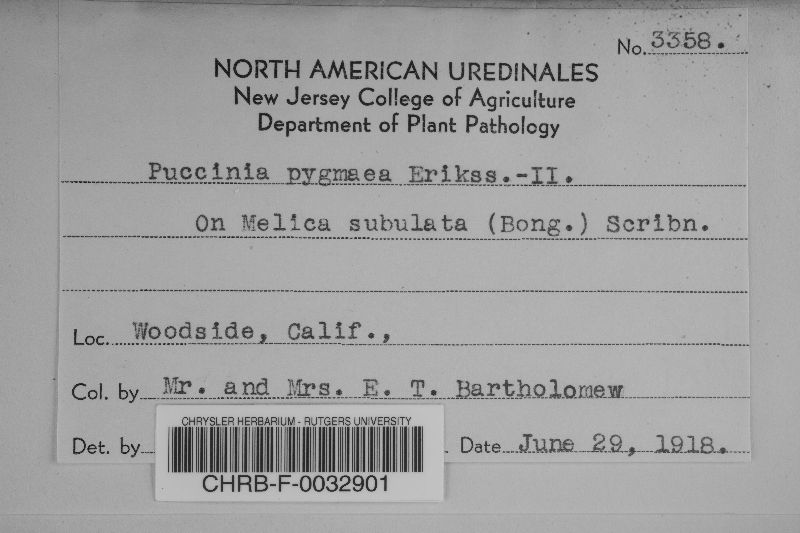 No. 3358.
NORTH AMERICAN UREDINALES
New Jersey College of Agriculture
Department of Plant Pathology
Puccinia pygmaea Erikss.-II.
On Melica subulata (Bong.) Scribn.
Loc. Woodside, Calif.,
Col. by Mr. and Mrs. E. T. Bartholomew
Det. by Date June 29, 1918.
CHRYSLER HERBARIUM - RUTGERS UNIVERSITY
CHRB-F-0032901